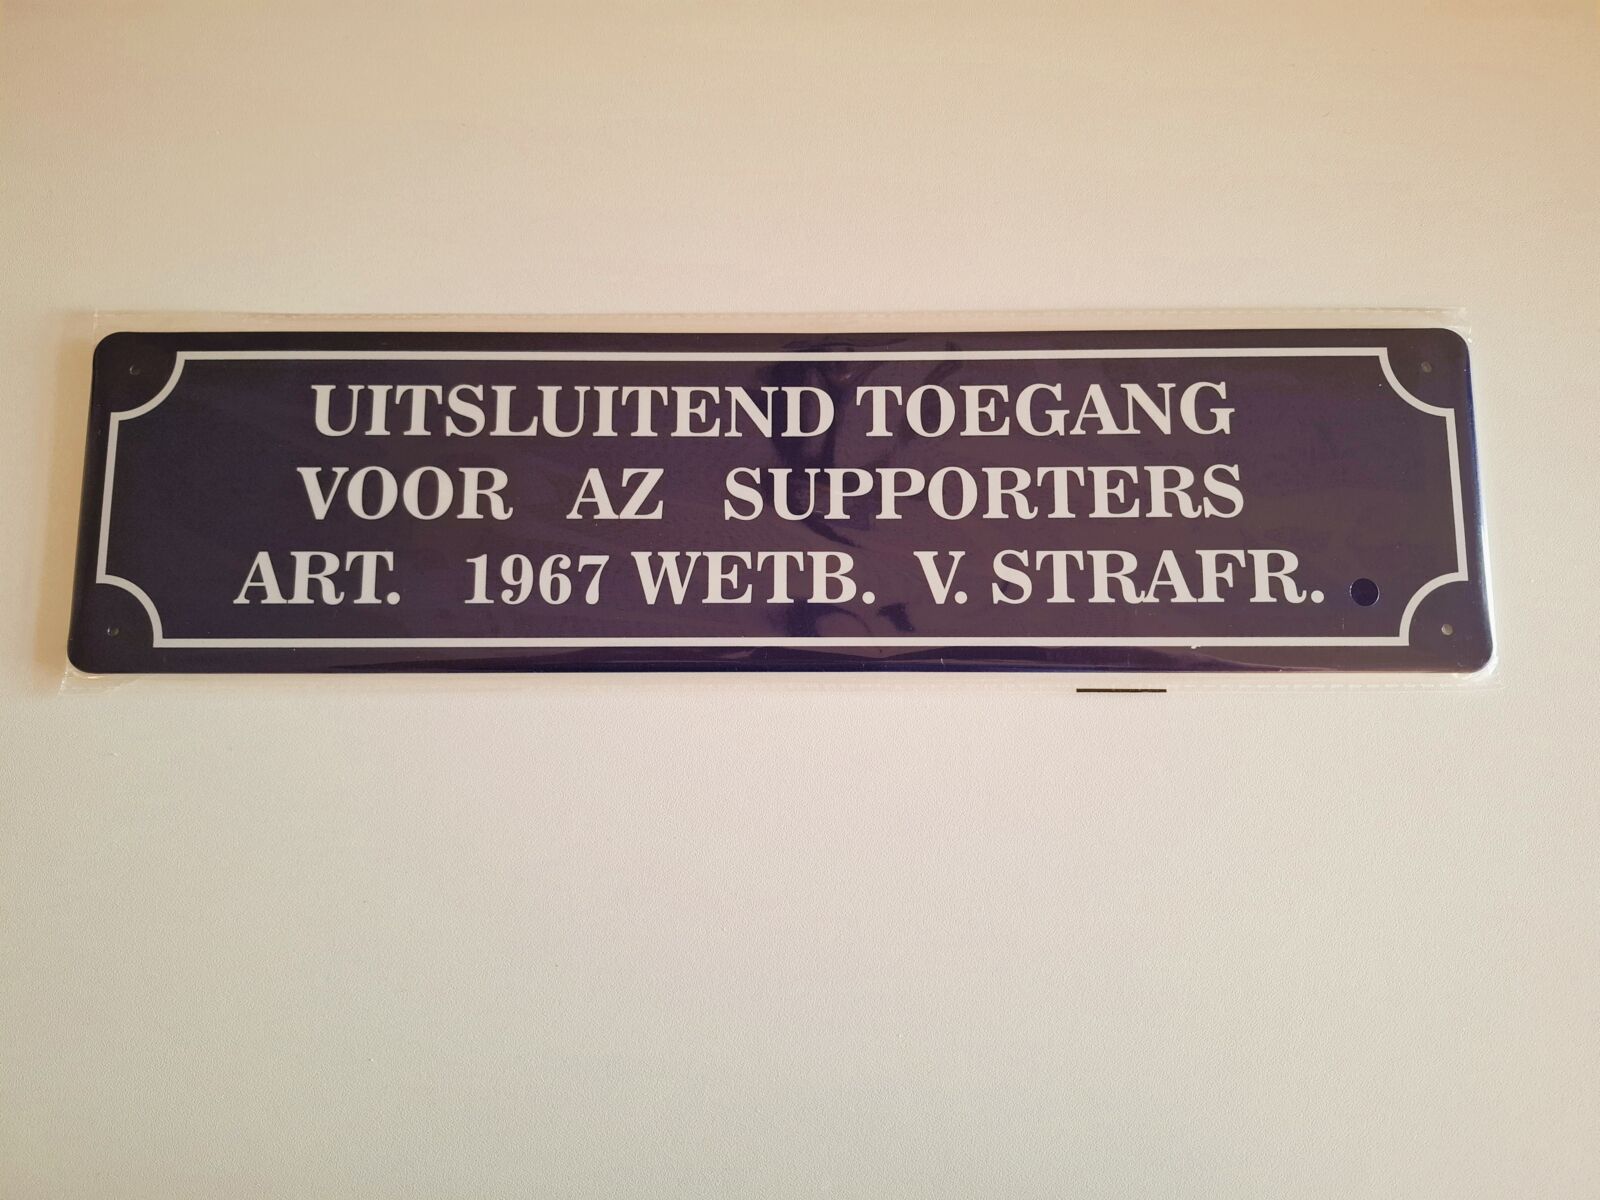 UITSLUITEND TOEGANG
VOOR AZ SUPPORTERS
ART. 1967 WETB. V. STRAFR.